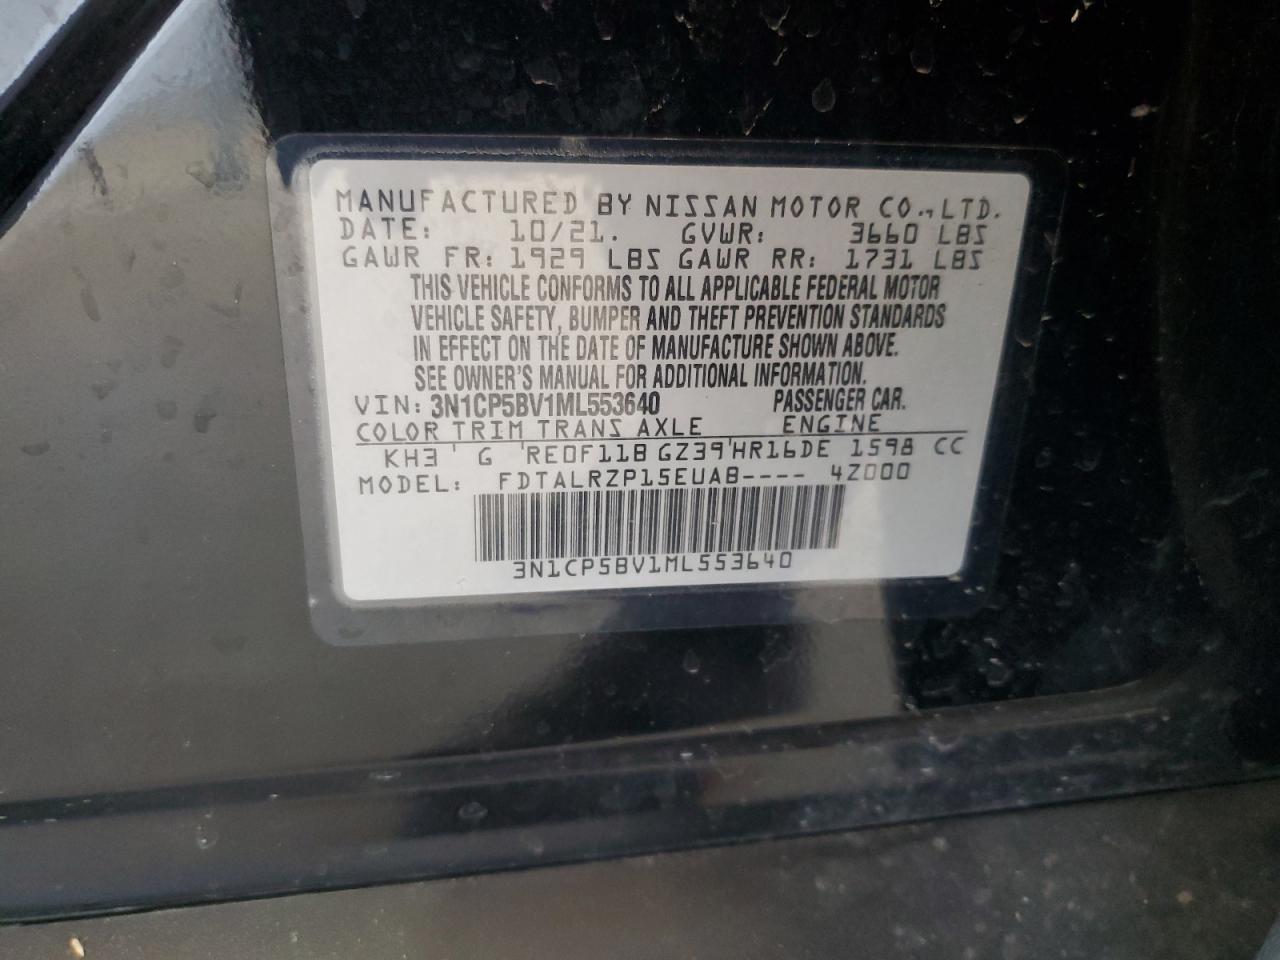 MANUFACTURED BY NISSAN MOTOR CO., LTD.
DATE: 10/21. GVWR: 3660 LBS
GAWR FR: 1929 LBS GAWR RR: 1731 LBS
THIS VEHICLE CONFORMS TO ALL APPLICABLE FEDERAL MOTOR
VEHICLE SAFETY, BUMPER AND THEFT PREVENTION STANDARDS
IN EFFECT ON THE DATE OF MANUFACTURE SHOWN ABOVE.
SEE OWNER'S MANUAL FOR ADDITIONAL INFORMATION.
VIN: 3N1CP5BV1ML553640 PASSENGER CAR.
COLOR TRIM TRANS AXLE ENGINE
KH3 ' G 'RE0F11B GZ39'HR16DE 1598 CC
MODEL: FDTALRZP15EUAB---- 4Z000
3N1CP5BV1ML553640